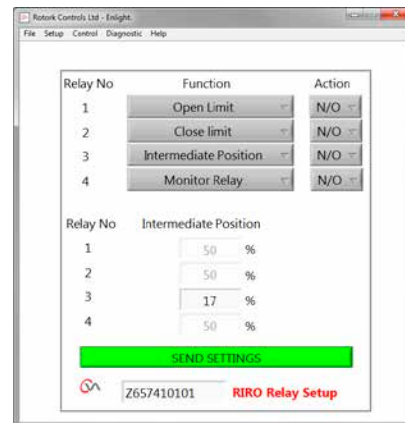 Rotork Controls Ltd - Enlight.
File Setup Control Diagnostic Help
Relay No Function Action
1 Open Limit N/O
2 Close limit N/O
3 Intermediate Position N/O
4 Monitor Relay N/O
Relay No Intermediate Position
1 50 %
2 50 %
3 17 %
4 50 %
SEND SETTINGS
Z657410101 RIRO Relay Setup